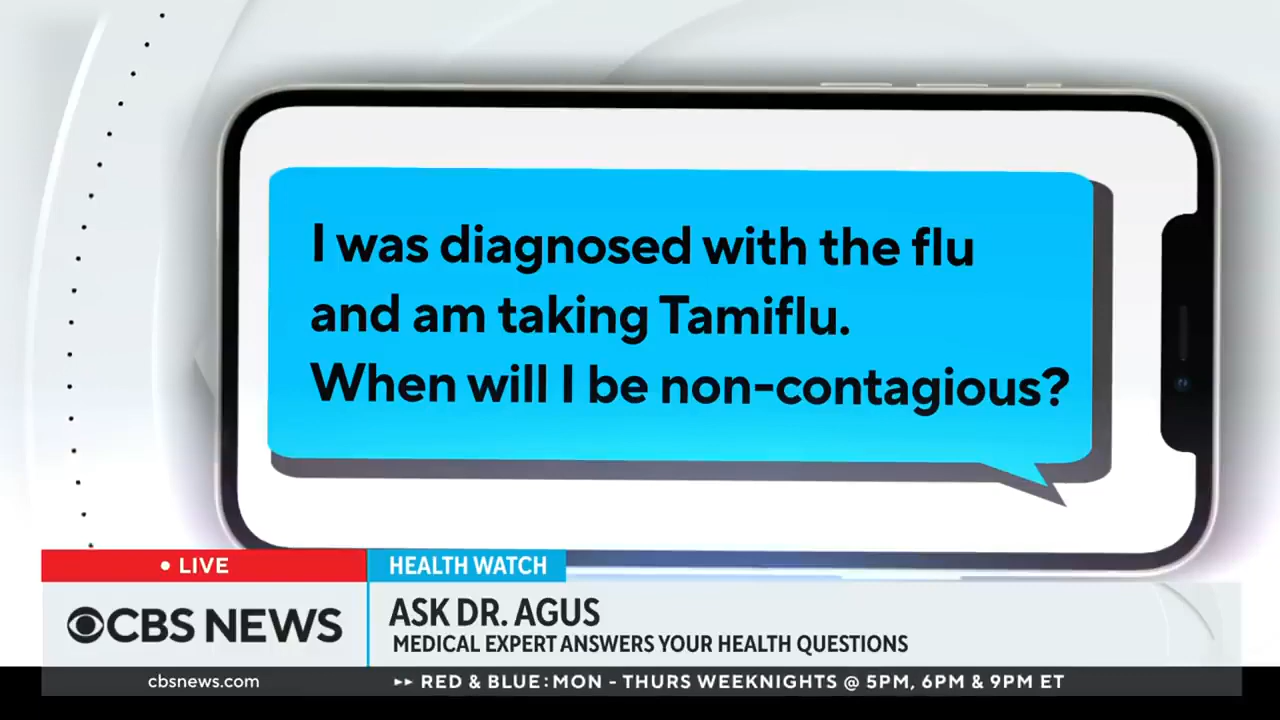 I was diagnosed with the flu
and am taking Tamiflu.
When will I be non-contagious?
• LIVE
HEALTH WATCH
CBS NEWS
ASK DR. AGUS
MEDICAL EXPERT ANSWERS YOUR HEALTH QUESTIONS
cbsnews.com
▸▸ RED & BLUE: MON - THURS WEEKNIGHTS @ 5PM, 6PM & 9PM ET